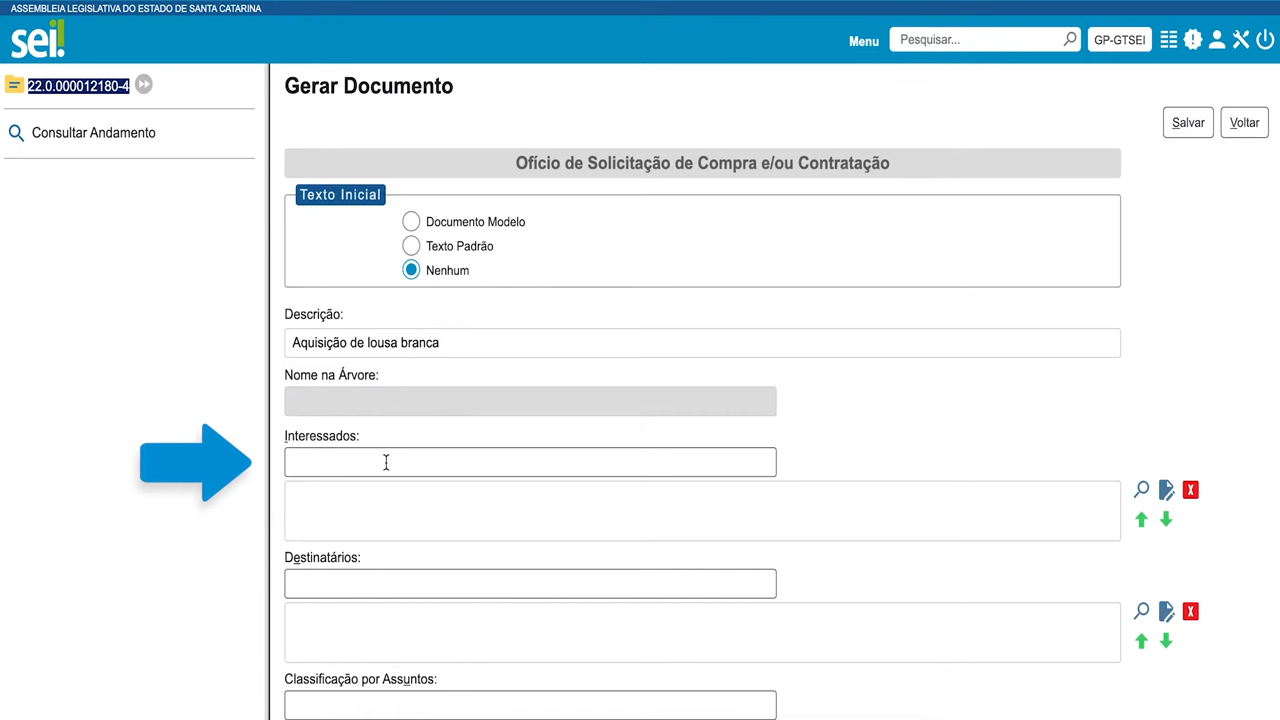 ASSEMBLEIA LEGISLATIVA DO ESTADO DE SANTA CATARINA
sei!
Menu
Pesquisar...
GP-GTSEI
22.0.000012180-4
Consultar Andamento
Gerar Documento
Salvar
Voltar
Ofício de Solicitação de Compra e/ou Contratação
Texto Inicial
Documento Modelo
Texto Padrão
Nenhum
Descrição:
Aquisição de lousa branca
Nome na Árvore:
Interessados:
Destinatários:
Classificação por Assuntos: